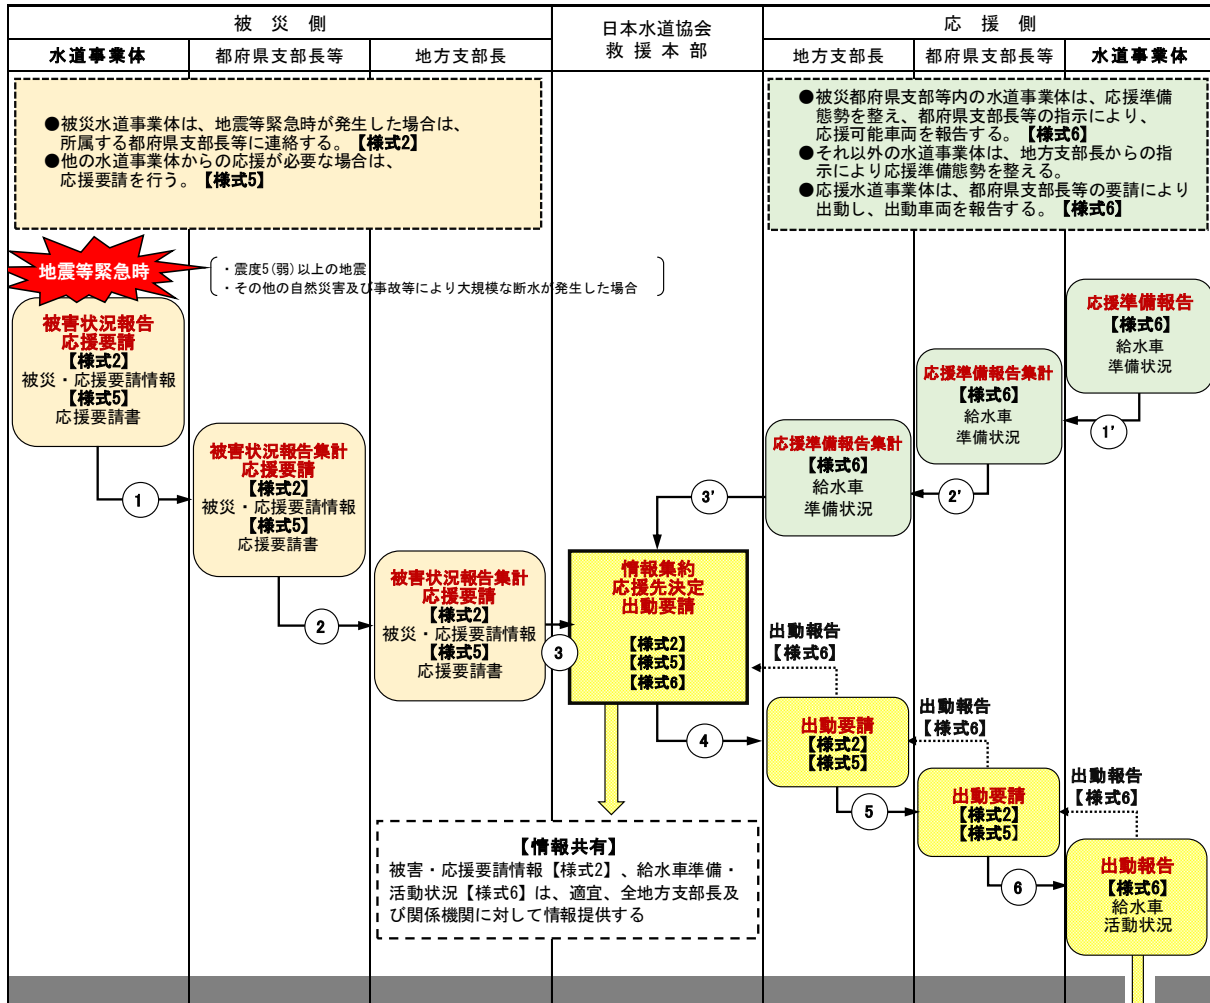 被 災 側
日本水道協会
救 援 本 部
応 援 側
水道事業体
都府県支部長等
地方支部長
地方支部長
都府県支部長等
水道事業体
●被災水道事業体は、地震等緊急時が発生した場合は、
所属する都府県支部長等に連絡する。【様式2】
●他の水道事業体からの応援が必要な場合は、
応援要請を行う。【様式5】
●被災都府県支部等内の水道事業体は、応援準備
態勢を整え、都府県支部長等の指示により、
応援可能車両を報告する。【様式6】
●それ以外の水道事業体は、地方支部長からの指
示により応援準備態勢を整える。
●応援水道事業体は、都府県支部長等の要請により
出動し、出動車両を報告する。【様式6】
地震等緊急時
・震度5(弱)以上の地震
・その他の自然災害及び事故等により大規模な断水が発生した場合
被害状況報告
応援要請
【様式2】
被災・応援要請情報
【様式5】
応援要請書
1
被害状況報告集計
応援要請
【様式2】
被災・応援要請情報
【様式5】
応援要請書
2
被害状況報告集計
応援要請
【様式2】
被災・応援要請情報
【様式5】
応援要請書
3
応援準備報告
【様式6】
給水車
準備状況
1'
応援準備報告集計
【様式6】
給水車
準備状況
2'
応援準備報告集計
【様式6】
給水車
準備状況
3'
情報集約
応援先決定
出動要請
【様式2】
【様式5】
【様式6】
4
出動報告
【様式6】
出動要請
【様式2】
【様式5】
5
出動報告
【様式6】
出動要請
【様式2】
【様式5】
6
出動報告
【様式6】
出動報告
【様式6】
給水車
活動状況
【情報共有】
被害・応援要請情報【様式2】、給水車準備・
活動状況【様式6】は、適宜、全地方支部長及
び関係機関に対して情報提供する